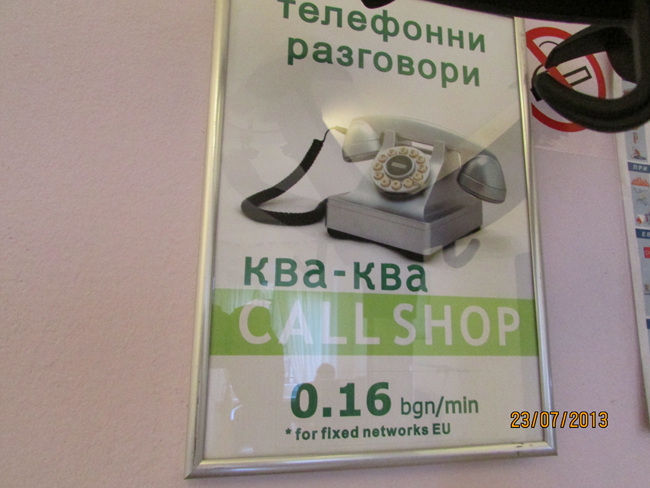 телефонни
разговори
ква-ква
CALL SHOP
0.16 bgn/min
* for fixed networks EU
23/07/2013